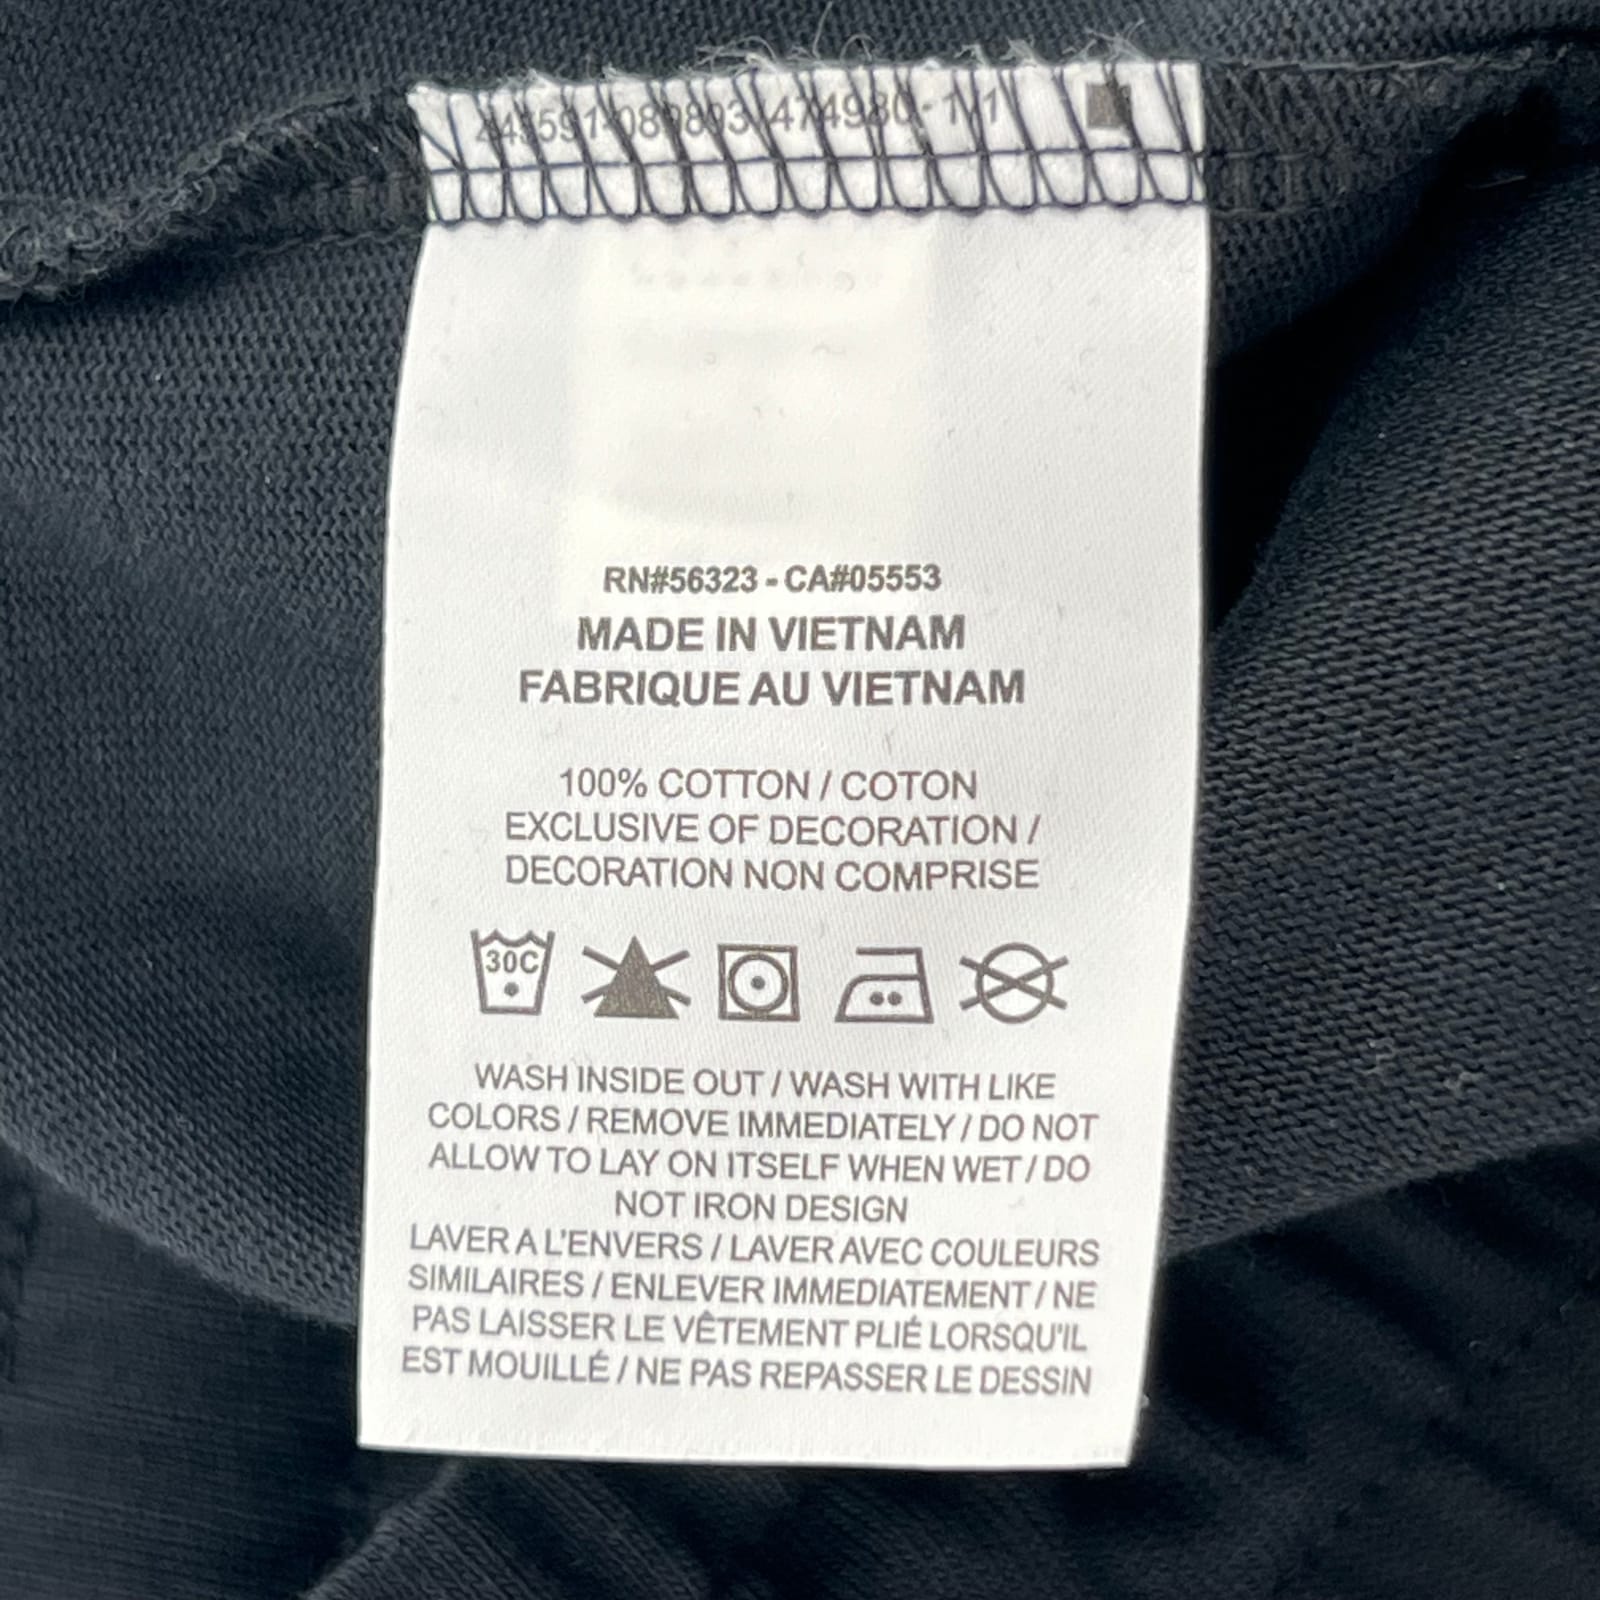 RN#56323 - CA#05553
MADE IN VIETNAM
FABRIQUE AU VIETNAM
100% COTTON / COTON
EXCLUSIVE OF DECORATION /
DECORATION NON COMPRISE
30C
WASH INSIDE OUT / WASH WITH LIKE
COLORS / REMOVE IMMEDIATELY / DO NOT
ALLOW TO LAY ON ITSELF WHEN WET / DO
NOT IRON DESIGN
LAVER A L'ENVERS / LAVER AVEC COULEURS
SIMILAIRES / ENLEVER IMMEDIATEMENT / NE
PAS LAISSER LE VÊTEMENT PLIÉ LORSQU'IL
EST MOUILLÉ / NE PAS REPASSER LE DESSIN